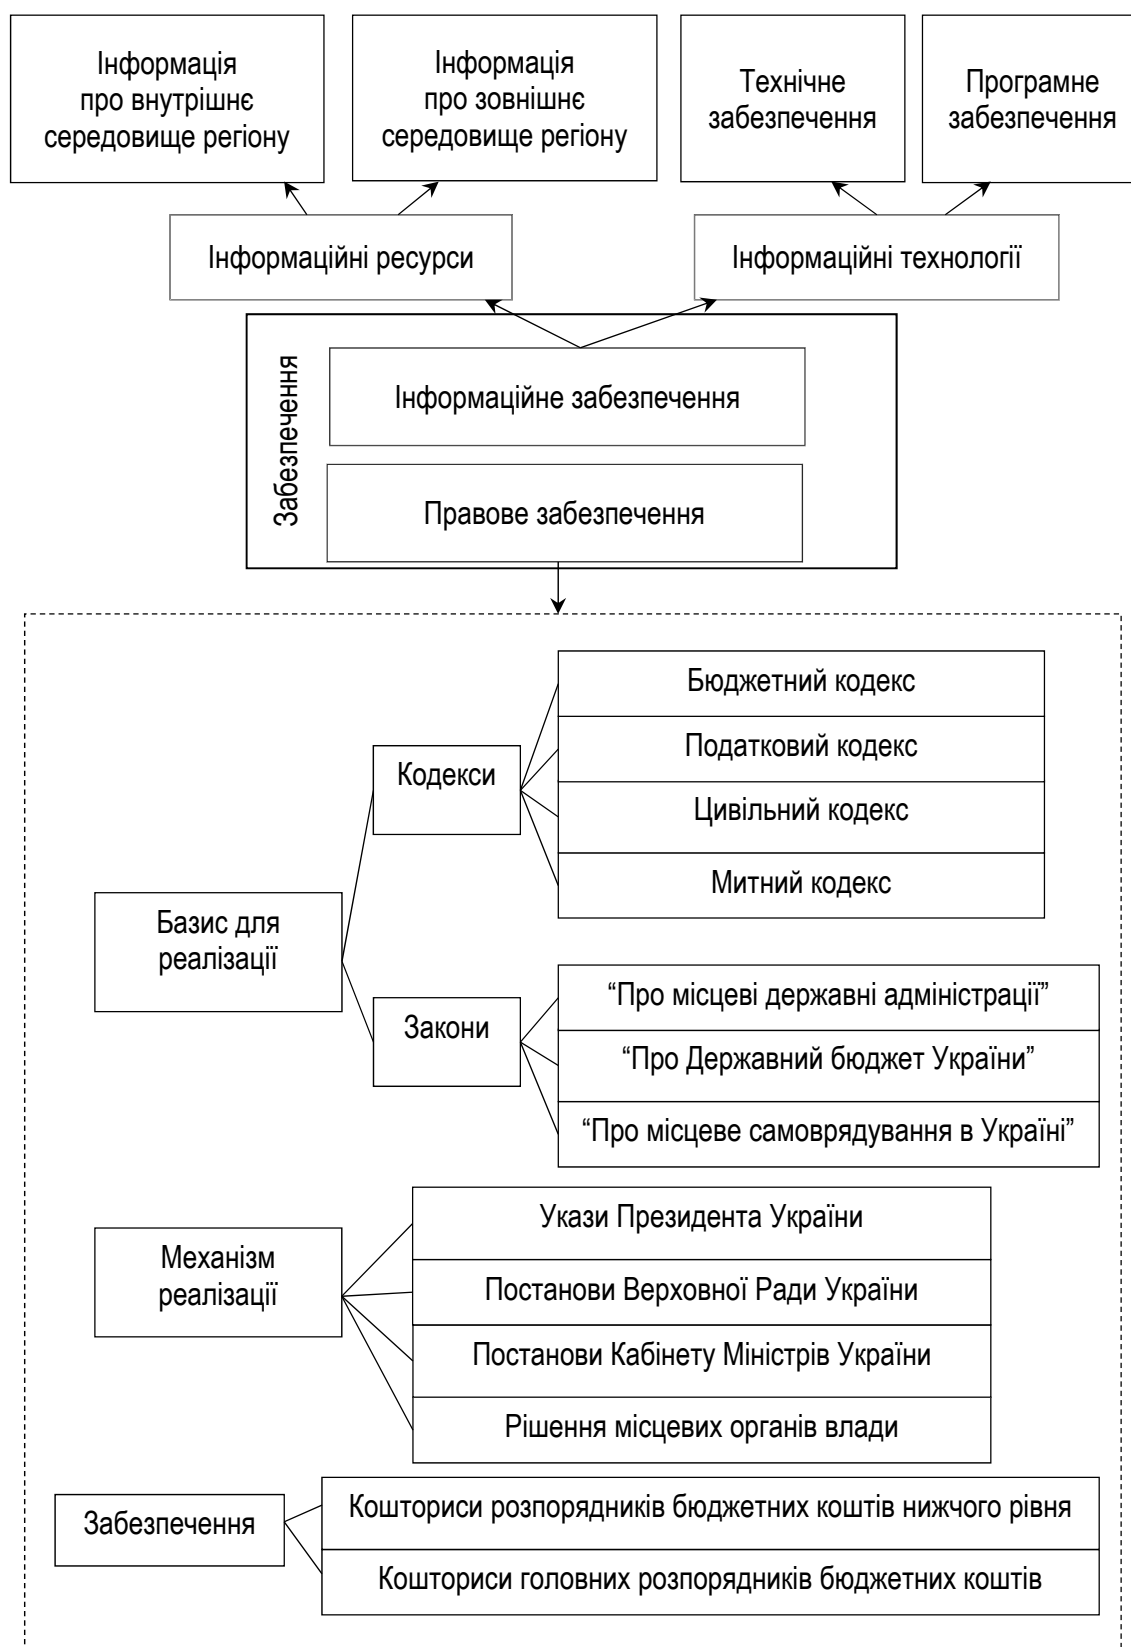 Інформація
про внутрішнє
середовище регіону
Інформація
про зовнішнє
середовище регіону
Технічне
забезпечення
Програмне
забезпечення
Інформаційні ресурси
Інформаційні технології
Забезпечення
Інформаційне забезпечення
Правове забезпечення
Базис для
реалізації
Кодекси
Бюджетний кодекс
Податковий кодекс
Цивільний кодекс
Митний кодекс
Закони
“Про місцеві державні адміністрації”
“Про Державний бюджет України”
“Про місцеве самоврядування в Україні”
Механізм
реалізації
Укази Президента України
Постанови Верховної Ради України
Постанови Кабінету Міністрів України
Рішення місцевих органів влади
Забезпечення
Кошториси розпорядників бюджетних коштів нижчого рівня
Кошториси головних розпорядників бюджетних коштів